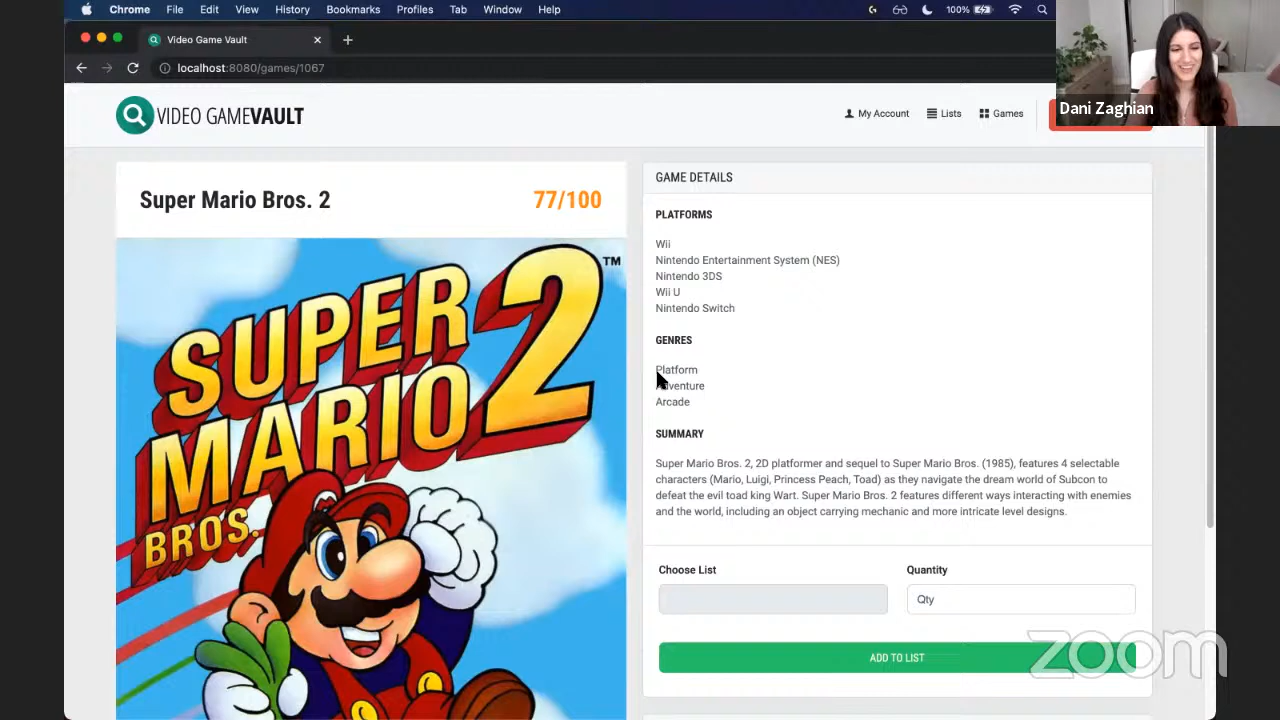 Chrome File Edit View History Bookmarks Profiles Tab Window Help 100%
Video Game Vault
localhost:8080/games/1067
Dani Zaghian
VIDEO GAMEVAULT
My Account Lists Games
Super Mario Bros. 2 77/100
SUPER
MARIO
BROS. 2 ™
GAME DETAILS
PLATFORMS
Wii
Nintendo Entertainment System (NES)
Nintendo 3DS
Wii U
Nintendo Switch
GENRES
Platform
Adventure
Arcade
SUMMARY
Super Mario Bros. 2, 2D platformer and sequel to Super Mario Bros. (1985), features 4 selectable
characters (Mario, Luigi, Princess Peach, Toad) as they navigate the dream world of Subcon to
defeat the evil toad king Wart. Super Mario Bros. 2 features different ways interacting with enemies
and the world, including an object carrying mechanic and more intricate level designs.
Choose List Quantity
Qty
ADD TO LIST
zoom